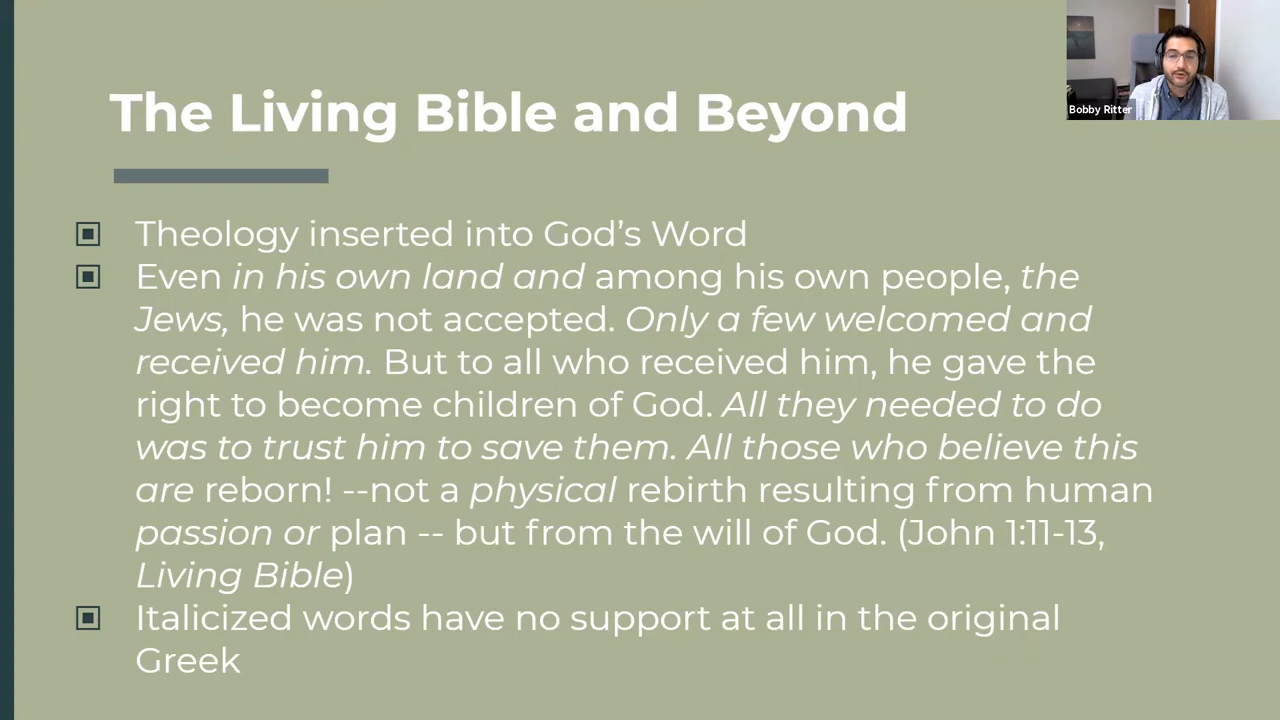 The Living Bible and Beyond
Bobby Ritter
Theology inserted into God’s Word
Even in his own land and among his own people, the
Jews, he was not accepted. Only a few welcomed and
received him. But to all who received him, he gave the
right to become children of God. All they needed to do
was to trust him to save them. All those who believe this
are reborn! --not a physical rebirth resulting from human
passion or plan -- but from the will of God. (John 1:11-13,
Living Bible)
Italicized words have no support at all in the original
Greek